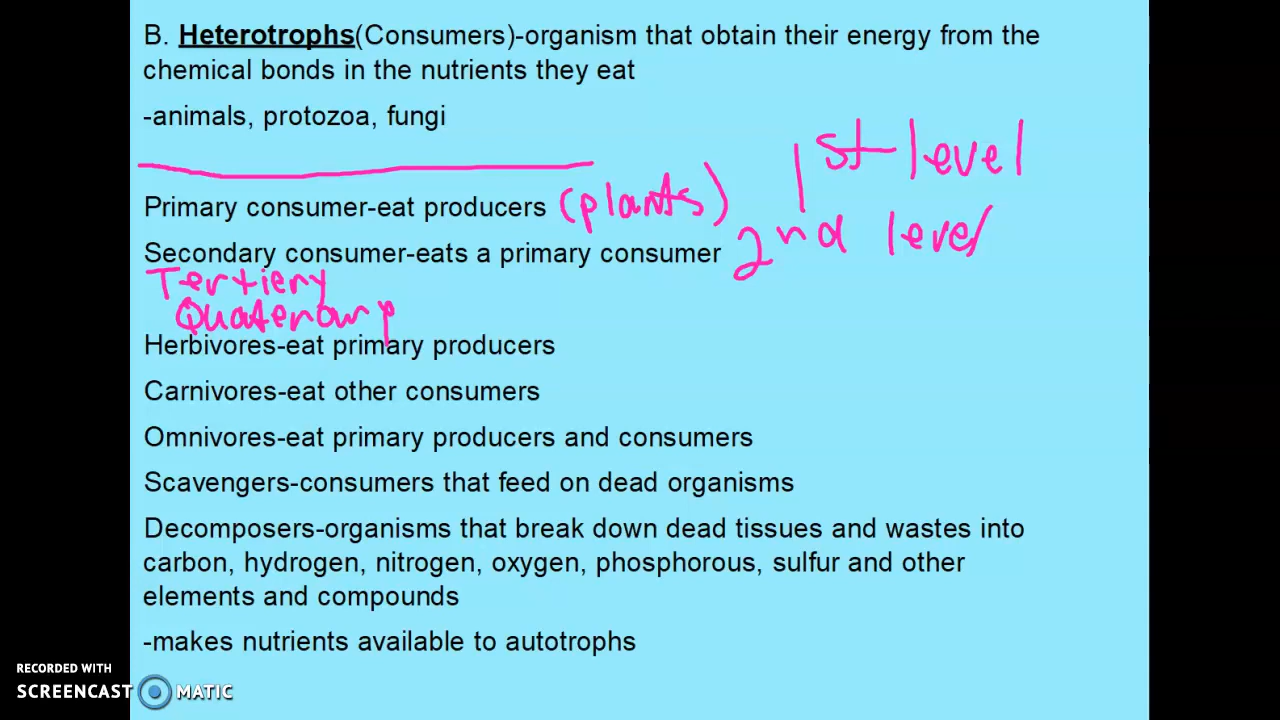 B. Heterotrophs(Consumers)-organism that obtain their energy from the
chemical bonds in the nutrients they eat
-animals, protozoa, fungi
1st level
Primary consumer-eat producers (plants)
2nd level
Secondary consumer-eats a primary consumer
Tertiery
Quaternary
Herbivores-eat primary producers
Carnivores-eat other consumers
Omnivores-eat primary producers and consumers
Scavengers-consumers that feed on dead organisms
Decomposers-organisms that break down dead tissues and wastes into
carbon, hydrogen, nitrogen, oxygen, phosphorous, sulfur and other
elements and compounds
-makes nutrients available to autotrophs
RECORDED WITH
SCREENCAST MATIC